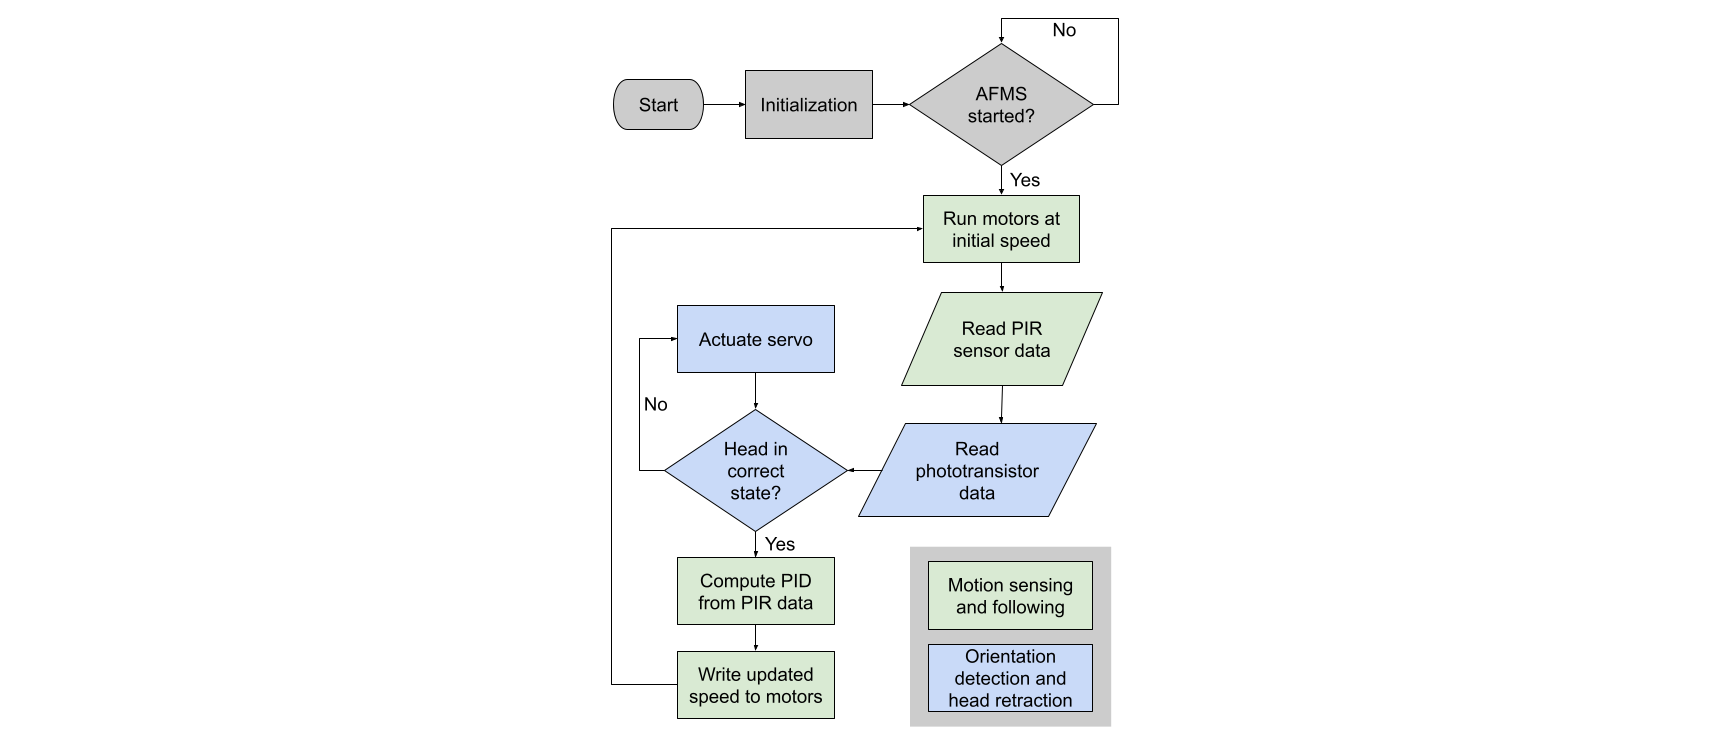 No
Start
Initialization
AFMS
started?
Yes
Run motors at
initial speed
Read PIR
sensor data
Actuate servo
No
Head in
correct
state?
Read
phototransistor
data
Yes
Compute PID
from PIR data
Write updated
speed to motors
Motion sensing
and following
Orientation
detection and
head retraction